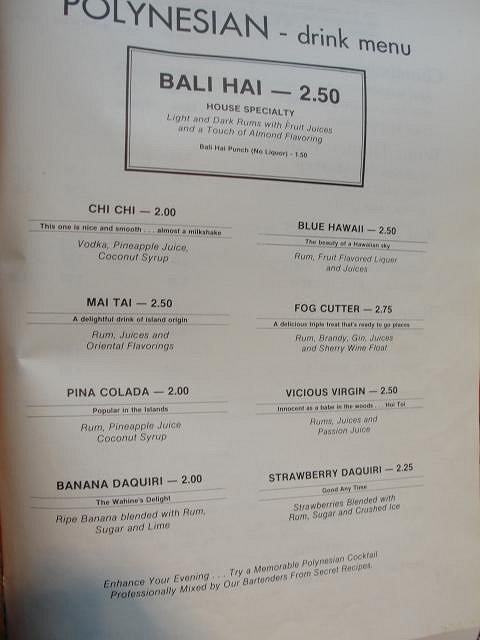 POLYNESIAN - drink menu
BALI HAI — 2.50
HOUSE SPECIALTY
Light and Dark Rums with Fruit Juices
and a Touch of Almond Flavoring
Bali Hai Punch (No Liquor) - 1.50
CHI CHI — 2.00
This one is nice and smooth . . . almost a milkshake
Vodka, Pineapple Juice,
Coconut Syrup
BLUE HAWAII — 2.50
The beauty of a Hawaiian sky
Rum, Fruit Flavored Liquer
and Juices
MAI TAI — 2.50
A delightful drink of island origin
Rum, Juices and
Oriental Flavorings
FOG CUTTER — 2.75
A delicious triple treat that's ready to go places
Rum, Brandy, Gin, Juices
and Sherry Wine Float
PINA COLADA — 2.00
Popular in the Islands
Rum, Pineapple Juice
Coconut Syrup
VICIOUS VIRGIN — 2.50
Innocent as a babe in the woods . . . Hoi Toi
Rums, Juices and
Passion Juice
BANANA DAQUIRI — 2.00
The Wahine's Delight
Ripe Banana blended with Rum,
Sugar and Lime
STRAWBERRY DAQUIRI — 2.25
Good Any Time
Strawberries Blended with
Rum, Sugar and Crushed Ice
Enhance Your Evening . . . Try a Memorable Polynesian Cocktail
Professionally Mixed by Our Bartenders From Secret Recipes.